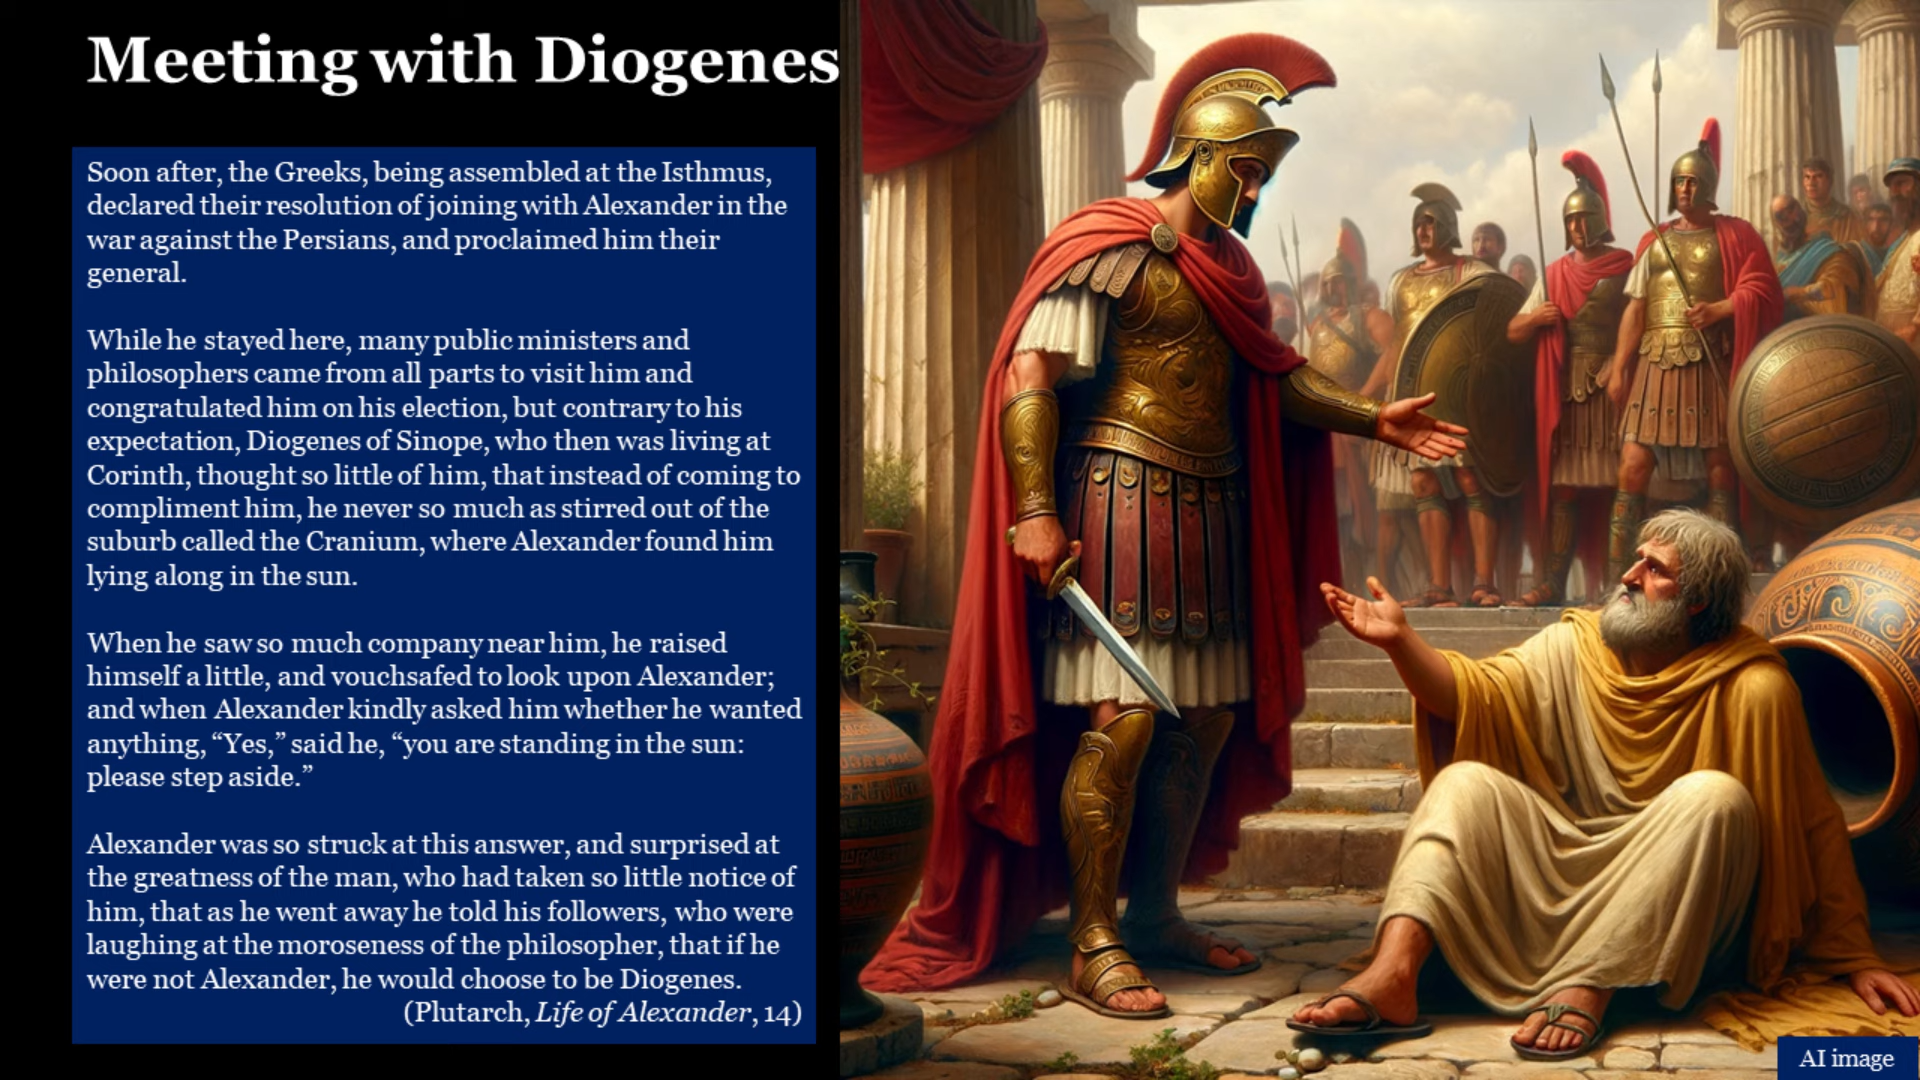 Meeting with Diogenes
Soon after, the Greeks, being assembled at the Isthmus,
declared their resolution of joining with Alexander in the
war against the Persians, and proclaimed him their
general.
While he stayed here, many public ministers and
philosophers came from all parts to visit him and
congratulated him on his election, but contrary to his
expectation, Diogenes of Sinope, who then was living at
Corinth, thought so little of him, that instead of coming to
compliment him, he never so much as stirred out of the
suburb called the Cranium, where Alexander found him
lying along in the sun.
When he saw so much company near him, he raised
himself a little, and vouchsafed to look upon Alexander;
and when Alexander kindly asked him whether he wanted
anything, “Yes,” said he, “you are standing in the sun:
please step aside.”
Alexander was so struck at this answer, and surprised at
the greatness of the man, who had taken so little notice of
him, that as he went away he told his followers, who were
laughing at the moroseness of the philosopher, that if he
were not Alexander, he would choose to be Diogenes.
(Plutarch, Life of Alexander, 14)
AI image